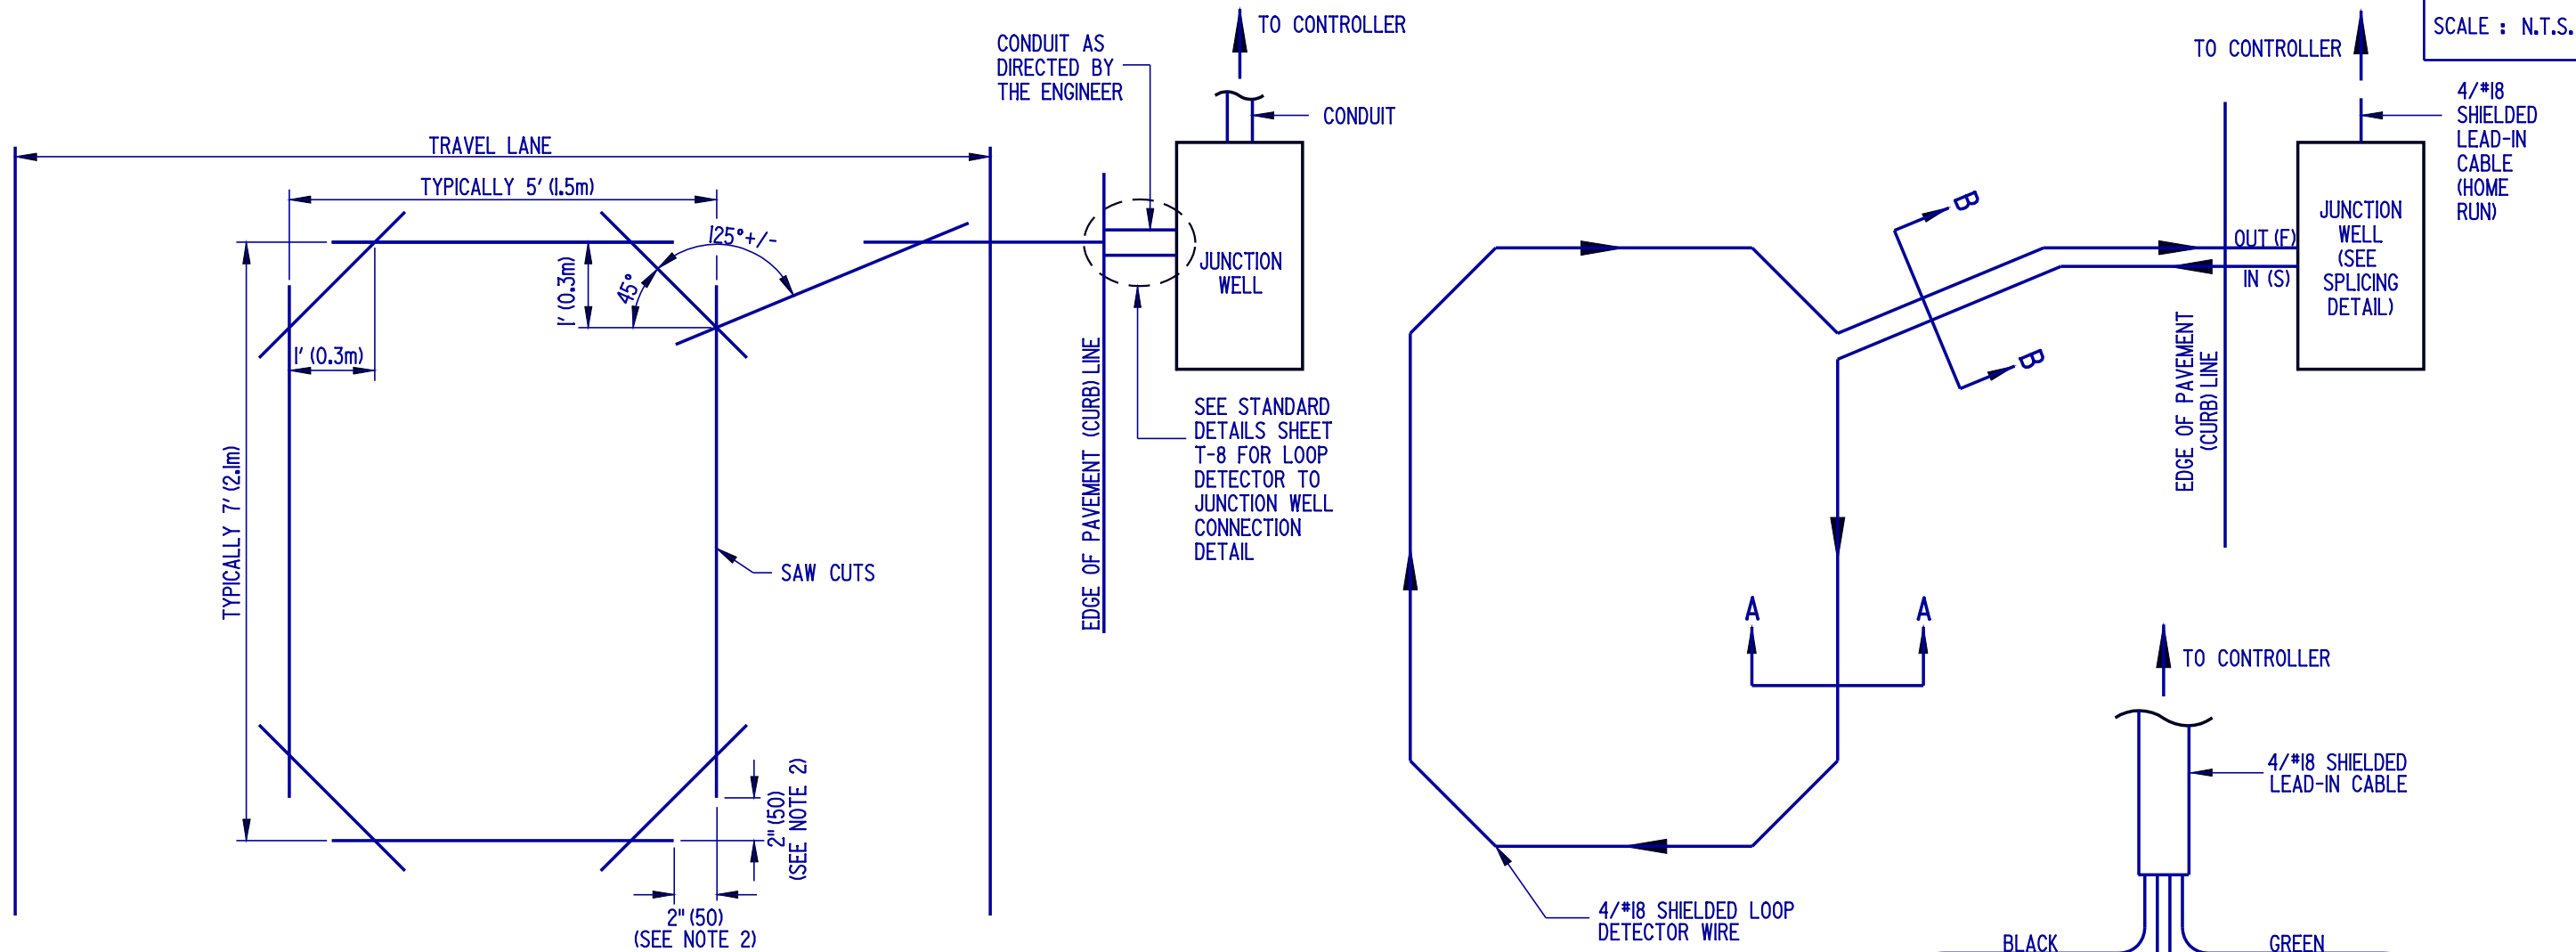 TO CONTROLLER
CONDUIT AS
DIRECTED BY
THE ENGINEER
CONDUIT
TRAVEL LANE
TYPICALLY 5' (1.5m)
125°+/-
45°
1' (0.3m)
1' (0.3m)
TYPICALLY 7' (2.1m)
JUNCTION
WELL
EDGE OF PAVEMENT (CURB) LINE
SEE STANDARD
DETAILS SHEET
T-8 FOR LOOP
DETECTOR TO
JUNCTION WELL
CONNECTION
DETAIL
SAW CUTS
2" (50)
(SEE NOTE 2)
2" (50)
(SEE NOTE 2)
SCALE : N.T.S.
TO CONTROLLER
4/#18
SHIELDED
LEAD-IN
CABLE
(HOME
RUN)
B
B
OUT (F)
IN (S)
JUNCTION
WELL
(SEE
SPLICING
DETAIL)
EDGE OF PAVEMENT
(CURB) LINE
A
A
4/#18 SHIELDED LOOP
DETECTOR WIRE
TO CONTROLLER
4/#18 SHIELDED
LEAD-IN CABLE
BLACK
GREEN